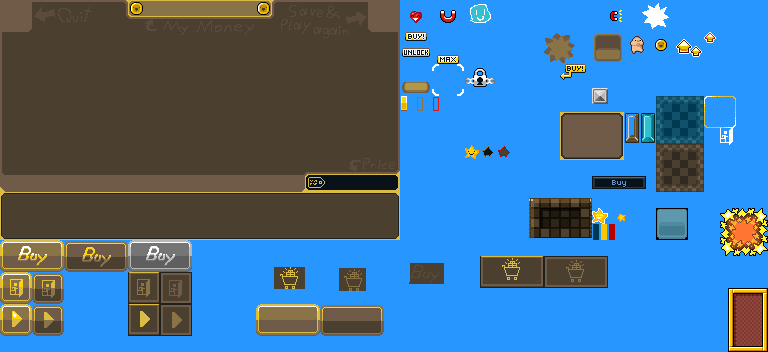 Quit
My Money
Save&
Play again
Price
BUY!
UNLOCK
MAX
BUY!
Buy
Buy
Buy
Buy
Buy